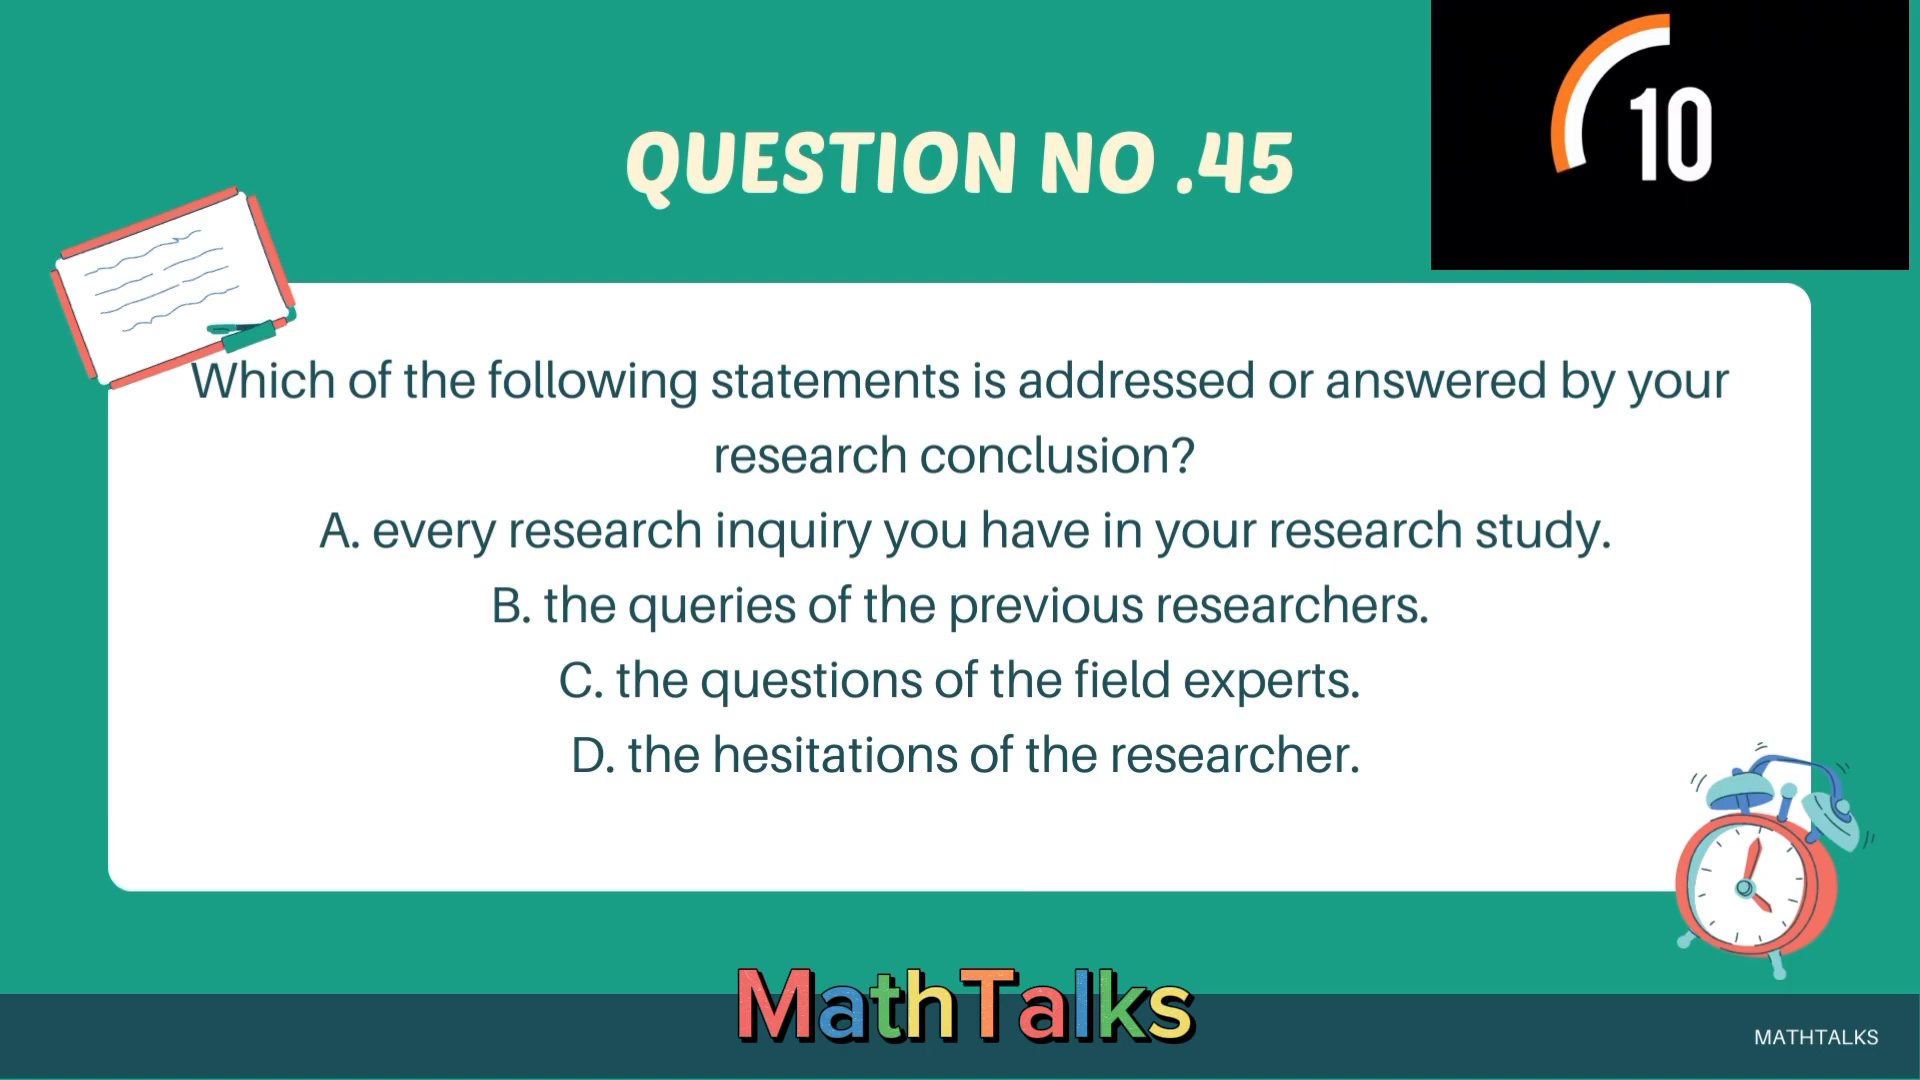 10
QUESTION NO .45
Which of the following statements is addressed or answered by your
research conclusion?
A. every research inquiry you have in your research study.
B. the queries of the previous researchers.
C. the questions of the field experts.
D. the hesitations of the researcher.
MathTalks
MATHTALKS